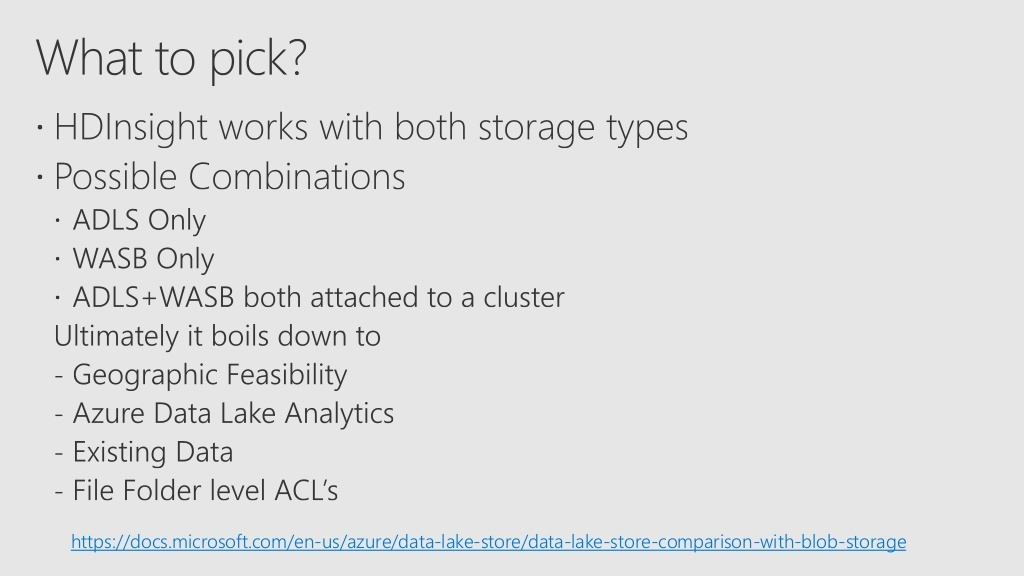 What to pick?
· HDInsight works with both storage types
· Possible Combinations
· ADLS Only
· WASB Only
· ADLS+WASB both attached to a cluster
Ultimately it boils down to
- Geographic Feasibility
- Azure Data Lake Analytics
- Existing Data
- File Folder level ACL’s
https://docs.microsoft.com/en-us/azure/data-lake-store/data-lake-store-comparison-with-blob-storage